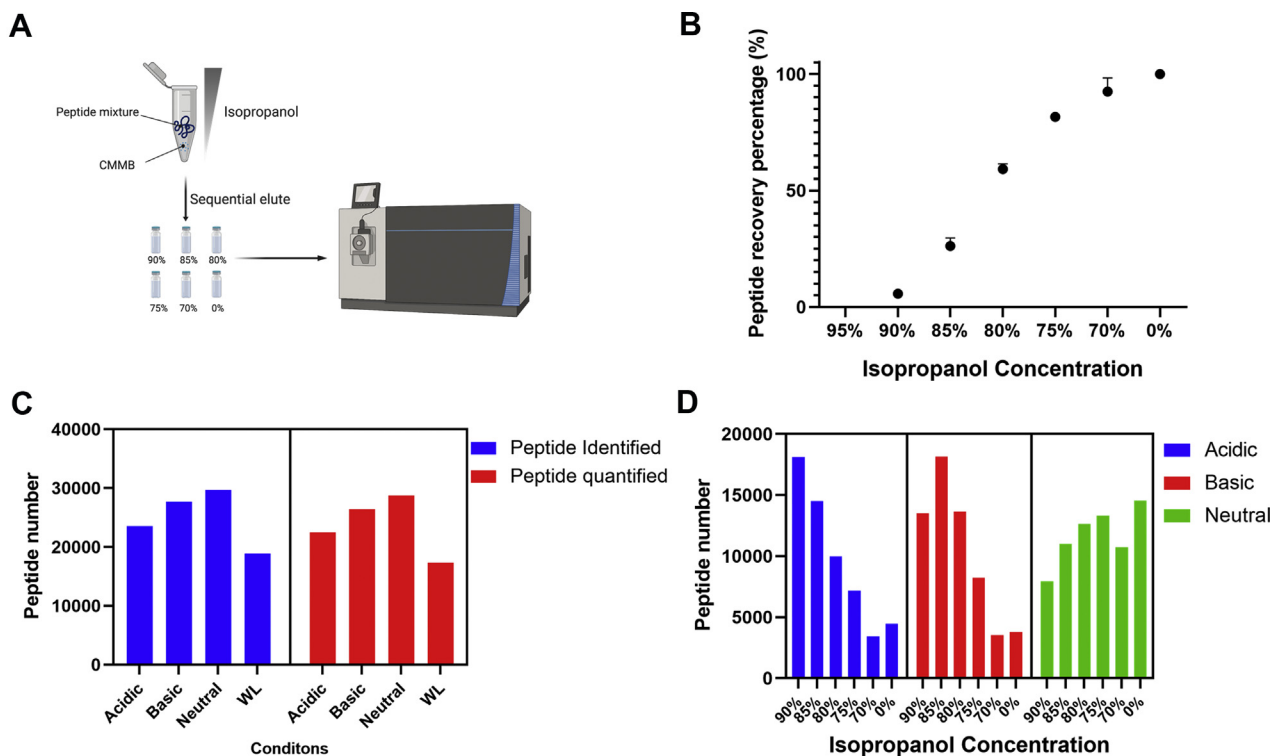 A
Peptide mixture
CMMB
Isopropanol
Sequential elute
90% 85% 80%
75% 70% 0%
B
Peptide recovery percentage (%)
100
50
0
95% 90% 85% 80% 75% 70% 0%
Isopropanol Concentration
C
Peptide number
40000
30000
20000
10000
0
Acidic Basic Neutral WL Acidic Basic Neutral WL
Conditons
Peptide Identified
Peptide quantified
D
Peptide number
20000
15000
10000
5000
0
90% 85% 80% 75% 70% 0% 90% 85% 80% 75% 70% 0% 90% 85% 80% 75% 70% 0%
Isopropanol Concentration
Acidic
Basic
Neutral